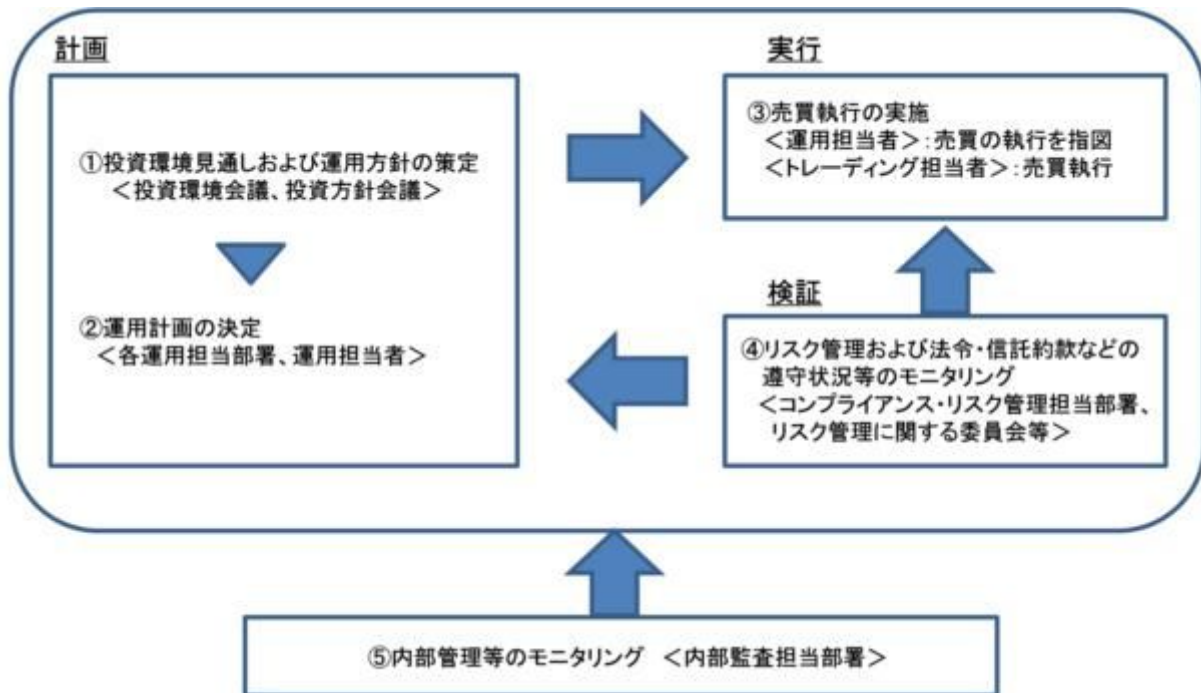 計画
①投資環境見通しおよび運用方針の策定
＜投資環境会議、投資方針会議＞
②運用計画の決定
＜各運用担当部署、運用担当者＞
実行
③売買執行の実施
＜運用担当者＞：売買の執行を指図
＜トレーディング担当者＞：売買執行
検証
④リスク管理および法令・信託約款などの
遵守状況等のモニタリング
＜コンプライアンス・リスク管理担当部署、
リスク管理に関する委員会等＞
⑤内部管理等のモニタリング ＜内部監査担当部署＞